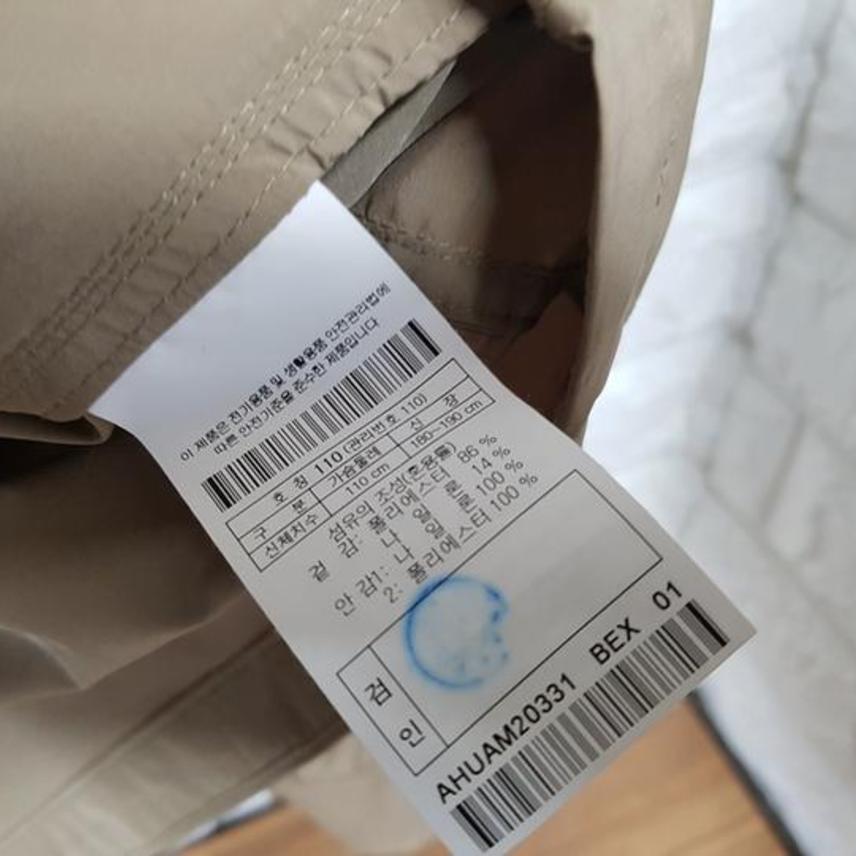 이 제품은 전기용품 및 생활용품 안전관리법에
따른 안전기준을 준수한 제품입니다
호 칭 110 (관리번호 110)
구 분 가슴둘레 신 장
신체치수 110 cm 180~190 cm
섬유의 조성(혼용률)
겉 감: 폴리에스터 86 %
나 일 론 14 %
안 감1: 나 일 론 100 %
2: 폴리에스터 100 %
검 인
AHUAM20331 BEX 01